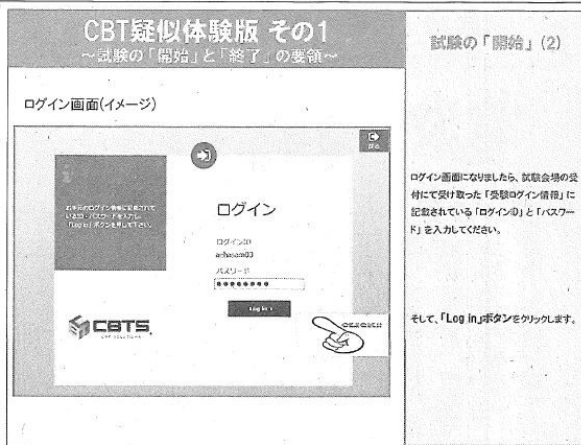 CBT疑似体験版 その1
～試験の「開始」と「終了」の要領～
試験の「開始」(2)
ログイン画面(イメージ)
戻る
ログイン
ログインID
パスワード
●●●●●●●●
Log in
CBTS
ログイン画面になりましたら、試験会場の受
付にて受け取った「受験ログイン情報」に
記載されている「ログインID」と「パスワー
ド」を入力してください。
そして、「Log in」ボタンをクリックします。